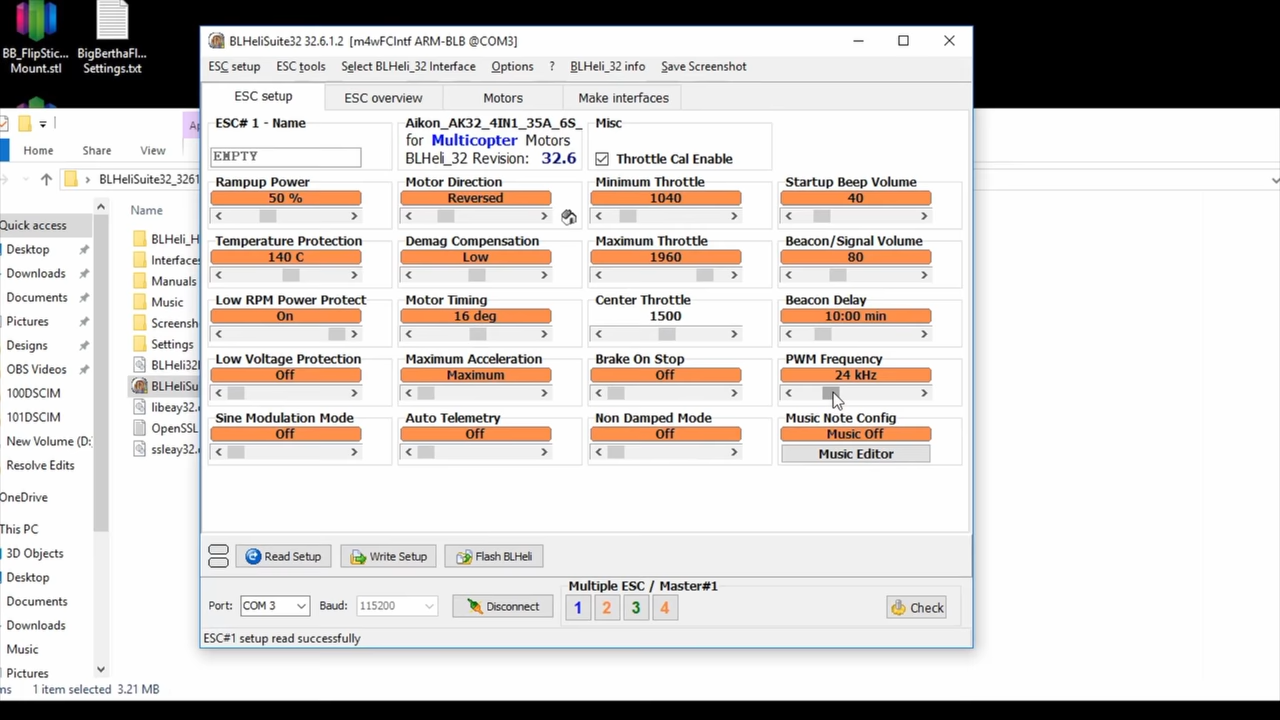 BB_FlipStic...
Mount.stl
BigBerthaFl...
Settings.txt
BLHeliSuite32 32.6.1.2 [m4wFCIntf ARM-BLB @COM3]
ESC setup ESC tools Select BLHeli_32 Interface Options ? BLHeli_32 info Save Screenshot
ESC setup ESC overview Motors Make interfaces
Home Share View
BLHeliSuite32_3261
Name
Quick access
Desktop
Downloads
Documents
Pictures
Designs
OBS Videos
100DSCIM
101DSCIM
New Volume (D:
Resolve Edits
OneDrive
This PC
3D Objects
Desktop
Documents
Downloads
Music
Pictures
BLHeli_H
Interfaces
Manuals
Music
Screensh
Settings
BLHeli32
BLHeliSu
libeay32.
OpenSSL
ssleay32.
1 item selected 3.21 MB
ESC# 1 - Name
EMPTY
Aikon_AK32_4IN1_35A_6S_
for Multicopter Motors
BLHeli_32 Revision: 32.6
Misc
Throttle Cal Enable
Rampup Power
50 %
Motor Direction
Reversed
Minimum Throttle
1040
Startup Beep Volume
40
Temperature Protection
140 C
Demag Compensation
Low
Maximum Throttle
1960
Beacon/Signal Volume
80
Low RPM Power Protect
On
Motor Timing
16 deg
Center Throttle
1500
Beacon Delay
10:00 min
Low Voltage Protection
Off
Maximum Acceleration
Maximum
Brake On Stop
Off
PWM Frequency
24 kHz
Sine Modulation Mode
Off
Auto Telemetry
Off
Non Damped Mode
Off
Music Note Config
Music Off
Music Editor
Read Setup Write Setup Flash BLHeli
Port: COM 3 Baud: 115200 Disconnect
Multiple ESC / Master#1
1 2 3 4
Check
ESC#1 setup read successfully